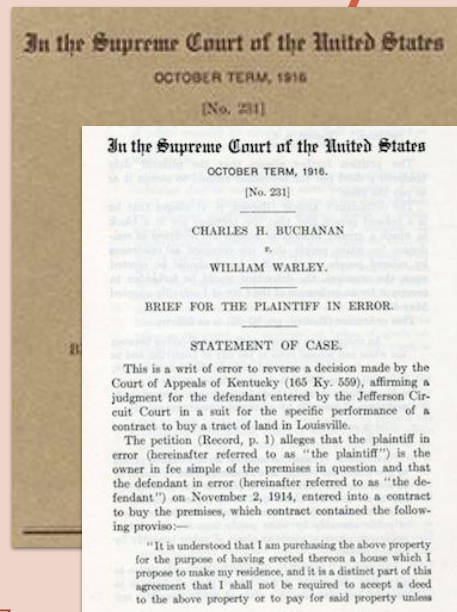 In the Supreme Court of the United States
OCTOBER TERM, 1916
[No. 231]
In the Supreme Court of the United States
OCTOBER TERM, 1916.
[No. 231]
CHARLES H. BUCHANAN
v.
WILLIAM WARLEY.
BRIEF FOR THE PLAINTIFF IN ERROR.
STATEMENT OF CASE.
This is a writ of error to reverse a decision made by the
Court of Appeals of Kentucky (165 Ky. 559), affirming a
judgment for the defendant entered by the Jefferson Cir-
cuit Court in a suit for the specific performance of a
contract to buy a tract of land in Louisville.
The petition (Record, p. 1) alleges that the plaintiff in
error (hereinafter referred to as "the plaintiff") is the
owner in fee simple of the premises in question and that
the defendant in error (hereinafter referred to as "the de-
fendant") on November 2, 1914, entered into a contract
to buy the premises, which contract contained the follow-
ing proviso:—
"It is understood that I am purchasing the above property
for the purpose of having erected thereon a house which I
propose to make my residence, and it is a distinct part of this
agreement that I shall not be required to accept a deed
to the above property or to pay for said property unless